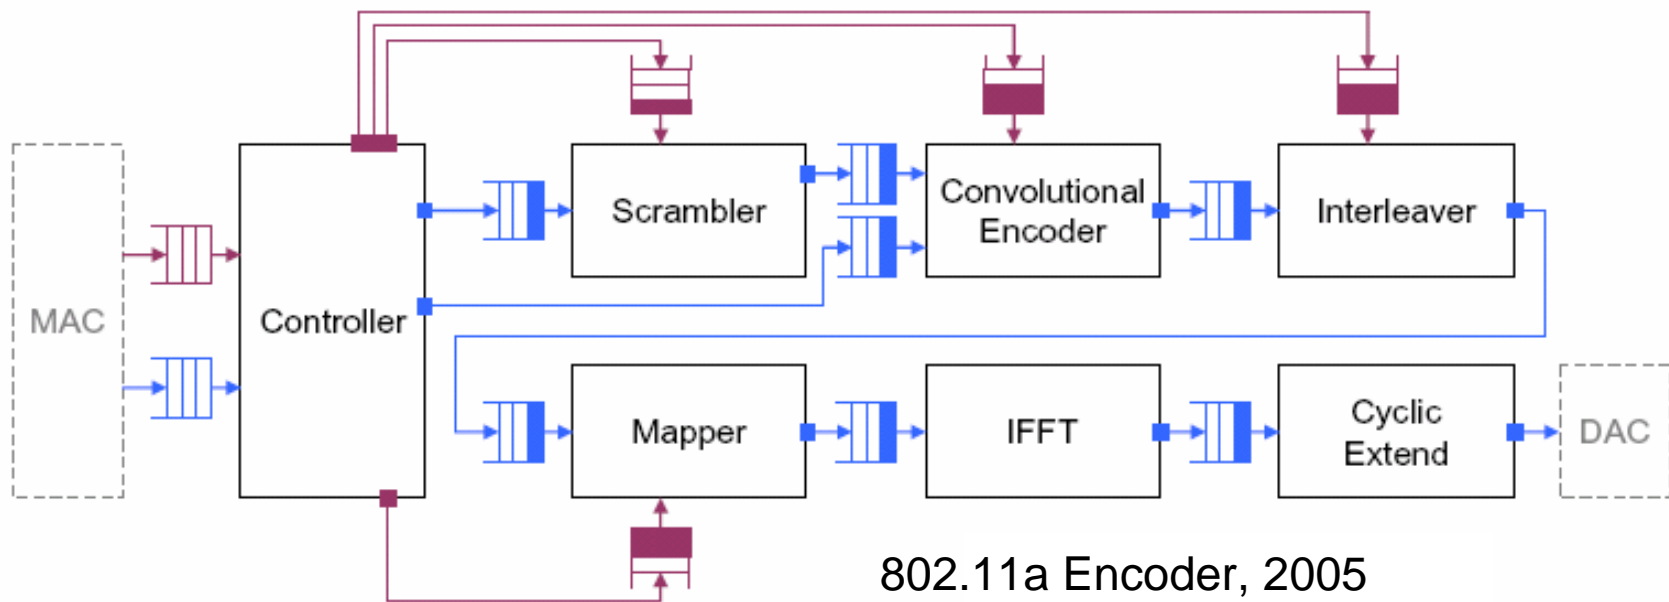 MAC
Controller
Scrambler
Convolutional
Encoder
Interleaver
Mapper
IFFT
Cyclic
Extend
DAC
802.11a Encoder, 2005